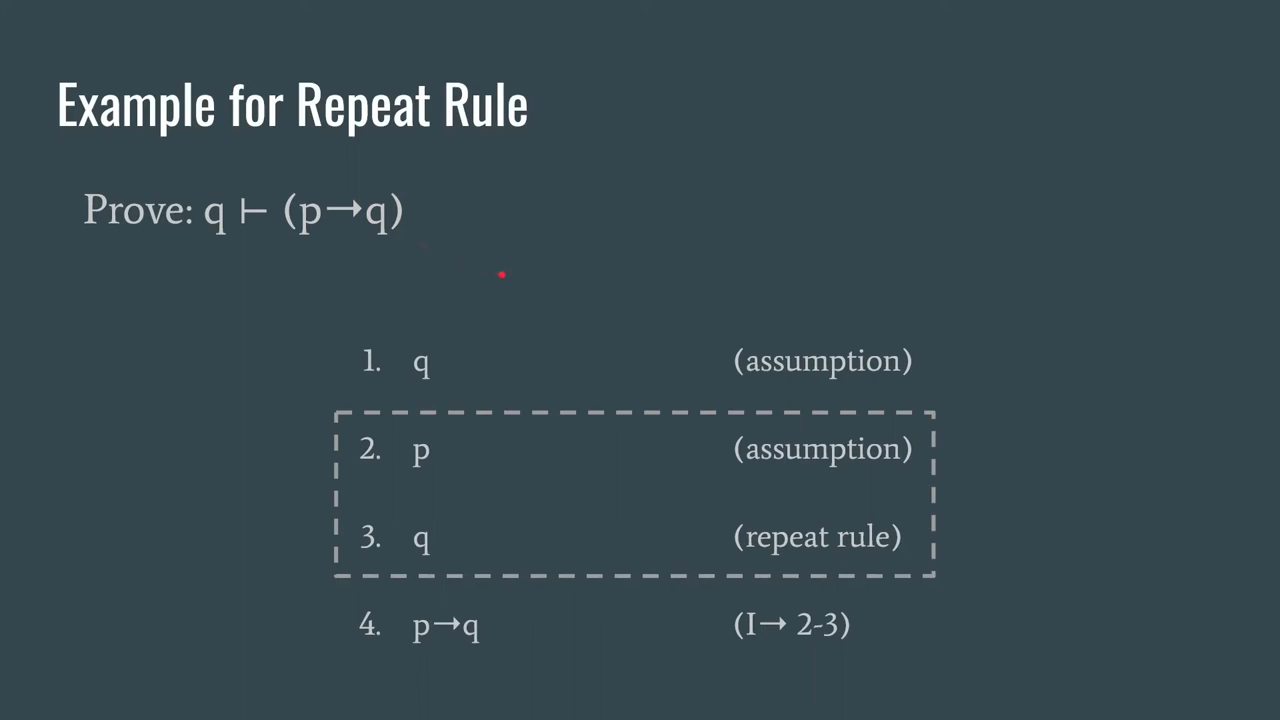 Example for Repeat Rule
Prove: q ⊢ (p→q)
1. q (assumption)
2. p (assumption)
3. q (repeat rule)
4. p→q (I→ 2-3)